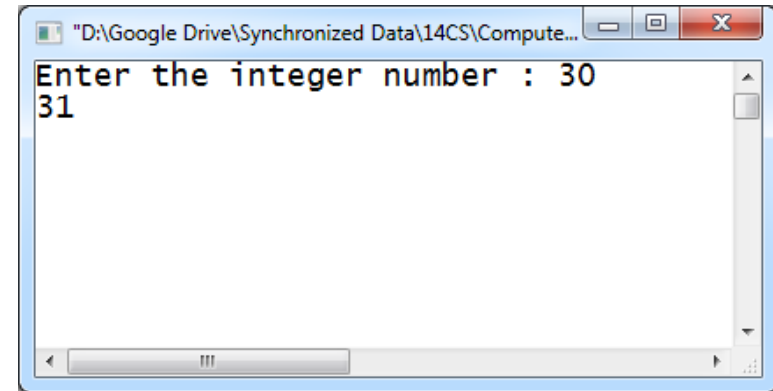 "D:\Google Drive\Synchronized Data\14CS\Compute...
Enter the integer number : 30
31